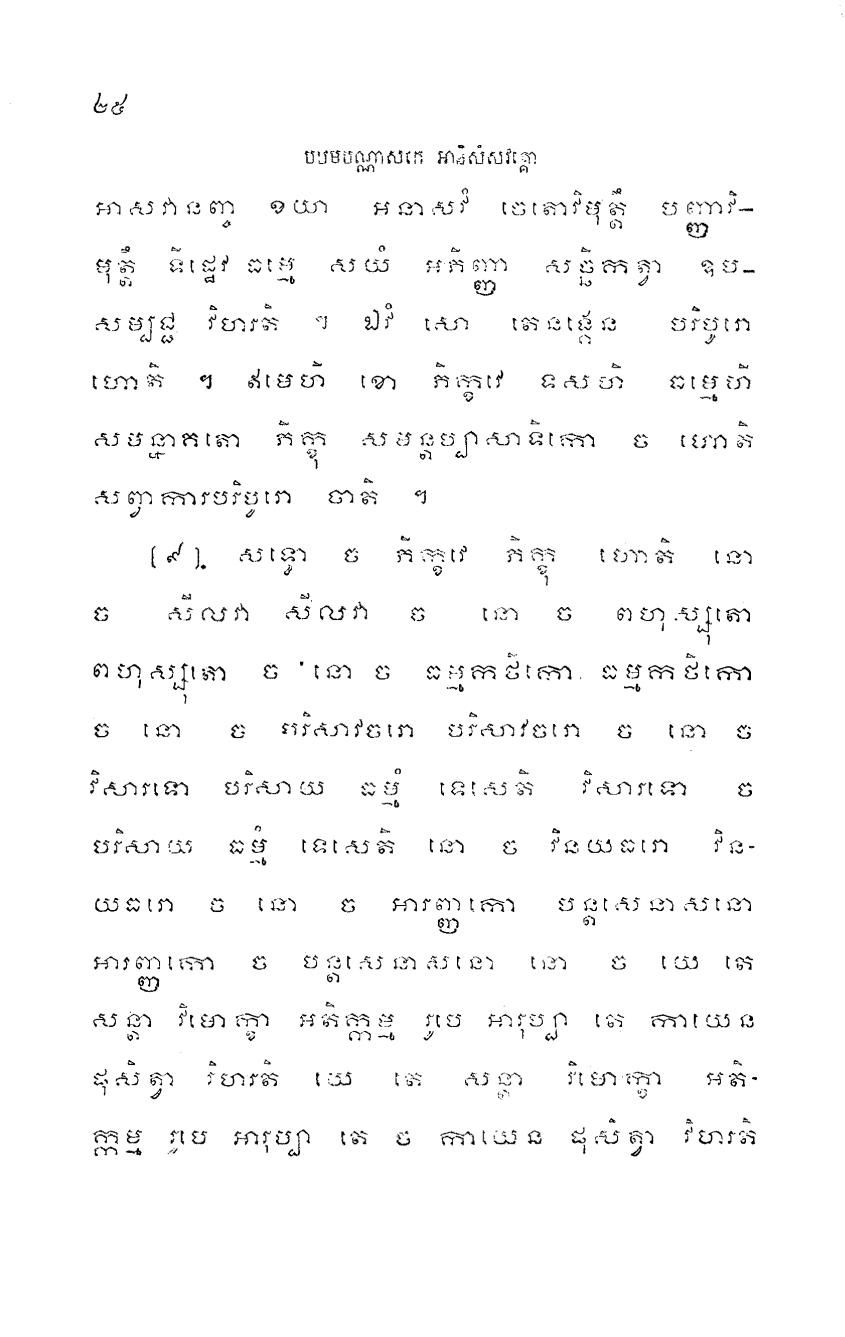 ២៥
បឋមបណ្ណាសកេ អានិសំសវគ្គោ
អាសវានញ្ច ខយា អនាសវំ ចេតោវិមុត្តឹ បញ្ញាវិ-
មុត្តឹ ទិដ្ឋេវ ធម្មេ សយំ អភិញ្ញា សច្ឆិកត្វា ឧប-
សម្បជ្ជ វិហរតិ ។ ឯវំ សោ តេនង្គេន បរិបូរោ
ហោតិ ។ ឥមេហិ ខោ ភិក្ខវេ ទសហិ ធម្មេហិ
សមន្នាគតោ ភិក្ខុ សមន្តប្បាសាទិកោ ច ហោតិ
សព្វាការបរិបូរោ ចាតិ ។
[៩] សទ្ធោ ច ភិក្ខវេ ភិក្ខុ ហោតិ នោ
ច សីលវា សីលវា ច នោ ច ពហុស្សុតោ
ពហុស្សុតោ ច នោ ច ធម្មកថិកោ ធម្មកថិកោ
ច នោ ច បរិសាវចរោ បរិសាវចរោ ច នោ ច
វិសារទោ បរិសាយ ធម្មំ ទេសេតិ វិសារទោ ច
បរិសាយ ធម្មំ ទេសេតិ នោ ច វិនយធរោ វិន-
យធរោ ច នោ ច អារញ្ញកោ បន្តសេនាសនោ
អារញ្ញកោ ច បន្តសេនាសនោ នោ ច យេ តេ
សន្តា វិមោក្ខា អតិក្កម្ម រូបេ អារុប្បា តេ កាយេន
ផុសិត្វា វិហរតិ យេ តេ សន្តា វិមោក្ខា អតិ-
ក្កម្ម រូបេ អារុប្បា តេ ច កាយេន ផុសិត្វា វិហរតិ